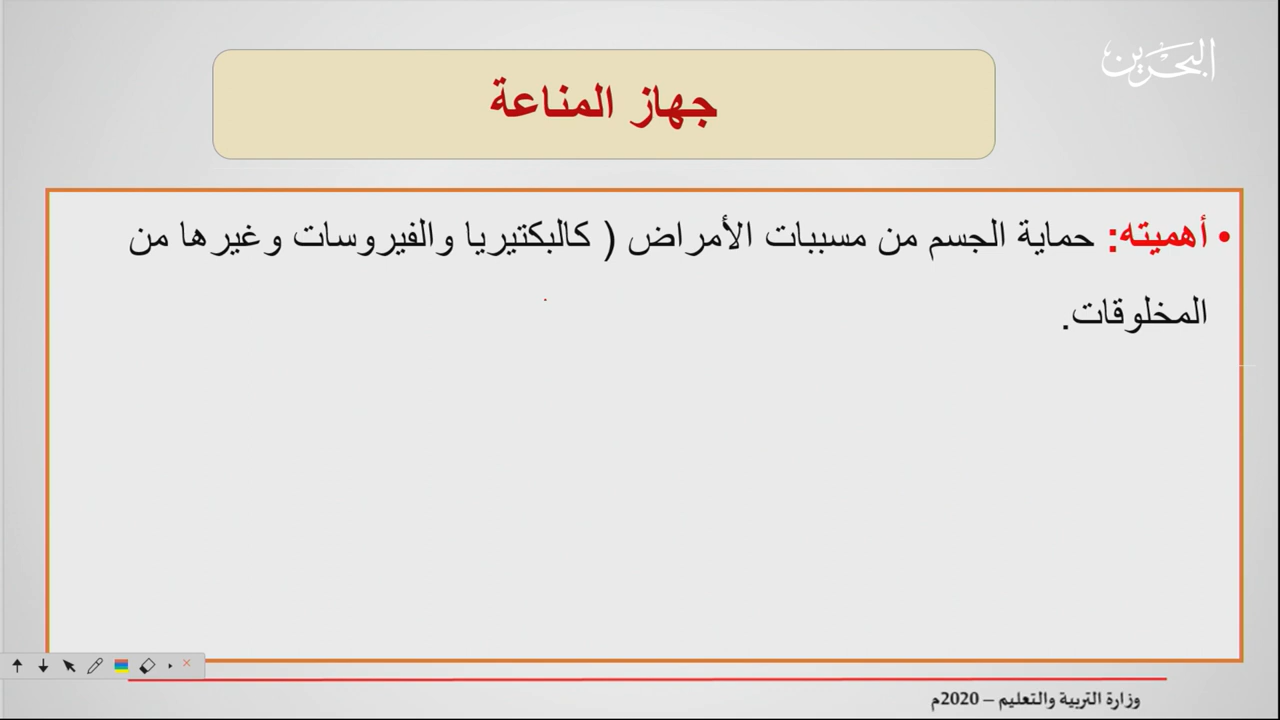 البحرين
جهاز المناعة
• أهميته: حماية الجسم من مسببات الأمراض ( كالبكتيريا والفيروسات وغيرها من
المخلوقات.
وزارة التربية والتعليم – 2020م